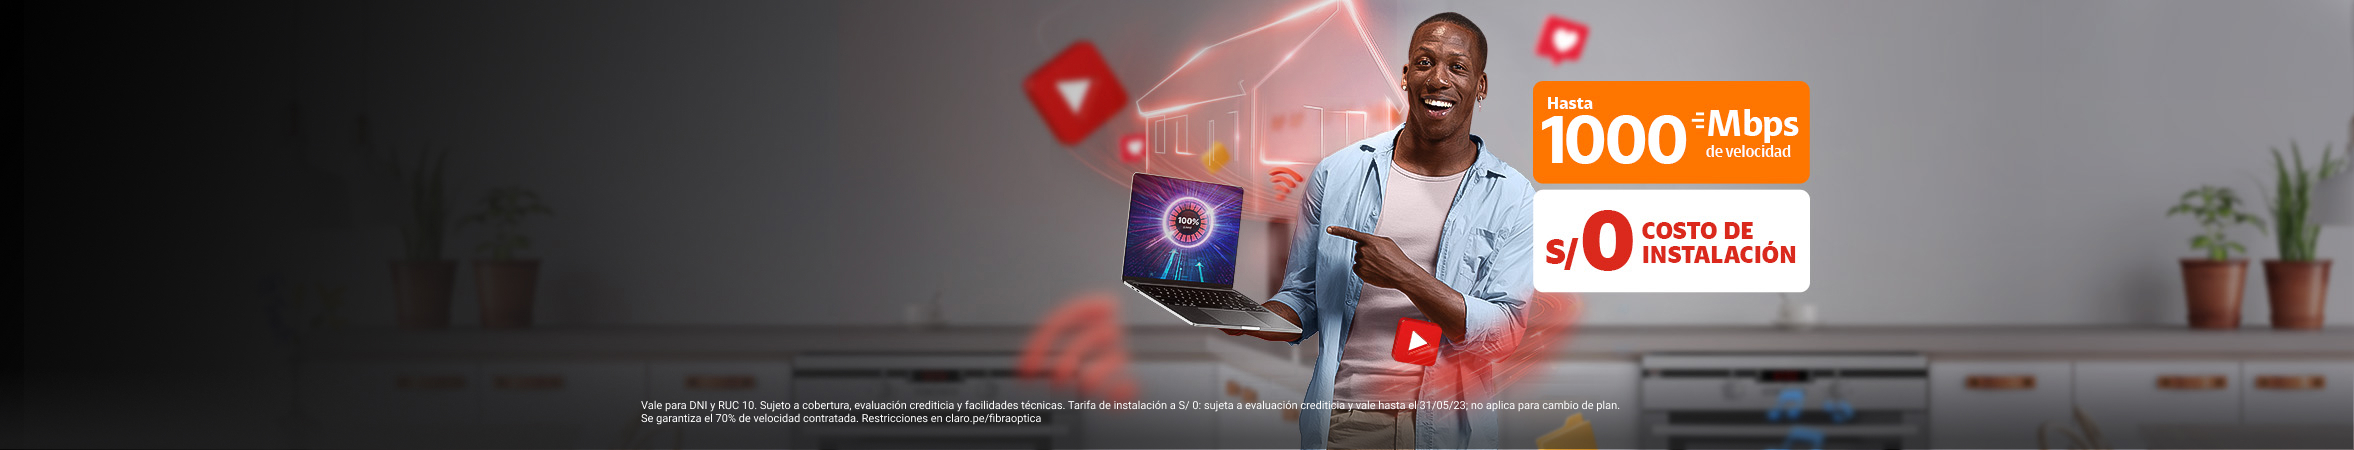 Hasta
1000 Mbps
de velocidad
S/0 COSTO DE
INSTALACIÓN
100%
Vale para DNI y RUC 10. Sujeto a cobertura, evaluación crediticia y facilidades técnicas. Tarifa de instalación a S/ 0: sujeta a evaluación crediticia y vale hasta el 31/05/23; no aplica para cambio de plan.
Se garantiza el 70% de velocidad contratada. Restricciones en claro.pe/fibraoptica